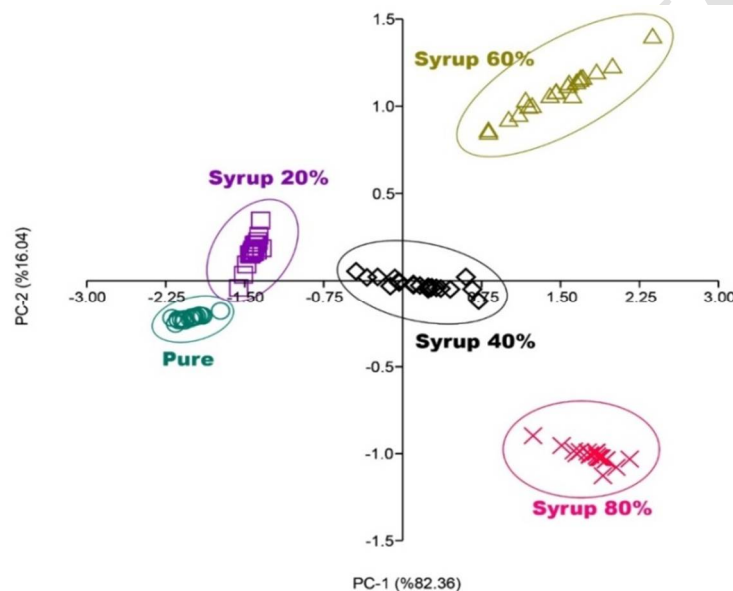 1.5
Syrup 60%
1.0
Syrup 20%
0.5
PC-2 (%16.04)
-3.00 -2.25 -1.50 -0.75 0.75 1.50 2.25 3.00
Syrup 40%
Pure
-0.5
-1.0
Syrup 80%
-1.5
PC-1 (%82.36)